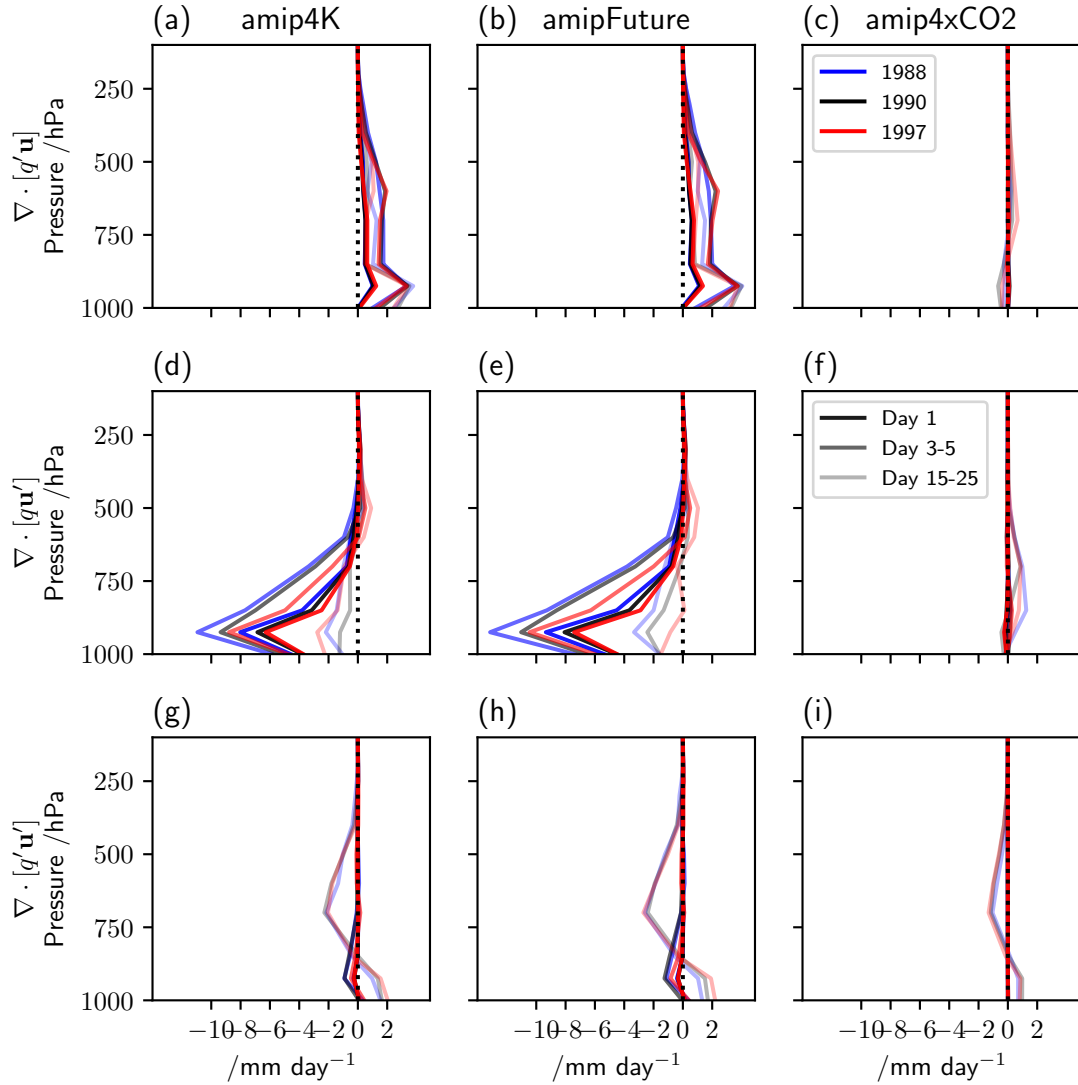 (a) amip4K
(b) amipFuture
(c) amip4xCO2
∇ · [q′u]
Pressure /hPa
250
500
750
1000
1988
1990
1997
(d)
(e)
(f)
∇ · [qu′]
Pressure /hPa
250
500
750
1000
Day 1
Day 3-5
Day 15-25
(g)
(h)
(i)
∇ · [q′u′]
Pressure /hPa
250
500
750
1000
−10−8−6−4−2 0 2
−10−8−6−4−2 0 2
−10−8−6−4−2 0 2
/mm day⁻¹
/mm day⁻¹
/mm day⁻¹